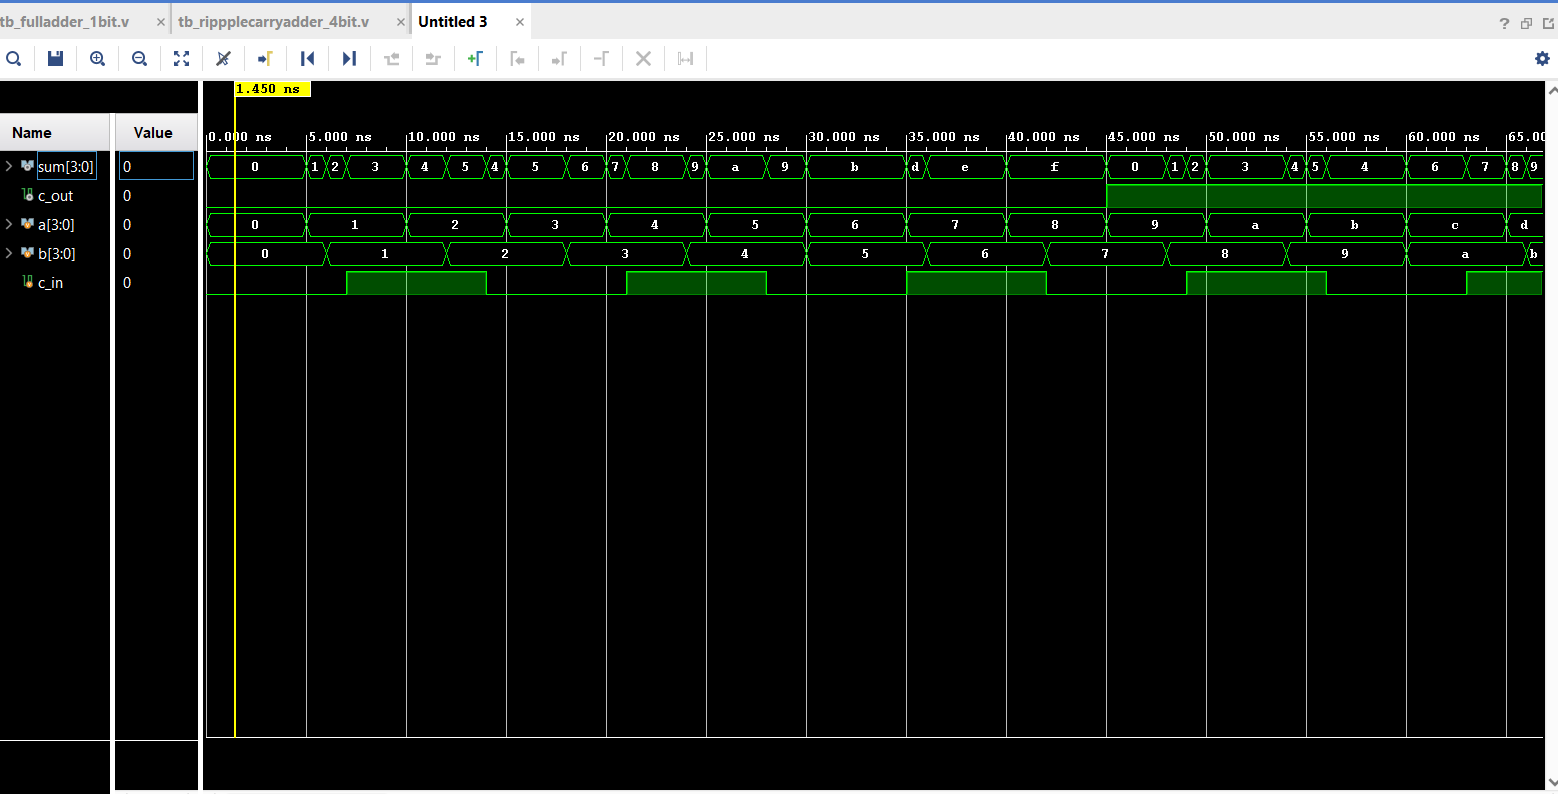 tb_fulladder_1bit.v × tb_rippplecarryadder_4bit.v × Untitled 3 ×
?
1.450 ns
Name Value
0.000 ns 5.000 ns 10.000 ns 15.000 ns 20.000 ns 25.000 ns 30.000 ns 35.000 ns 40.000 ns 45.000 ns 50.000 ns 55.000 ns 60.000 ns 65.00
sum[3:0] 0 0 1 2 3 4 5 4 5 6 7 8 9 a 9 b d e f 0 1 2 3 4 5 4 6 7 8 9
c_out 0
a[3:0] 0 0 1 2 3 4 5 6 7 8 9 a b c d
b[3:0] 0 0 1 2 3 4 5 6 7 8 9 a b
c_in 0